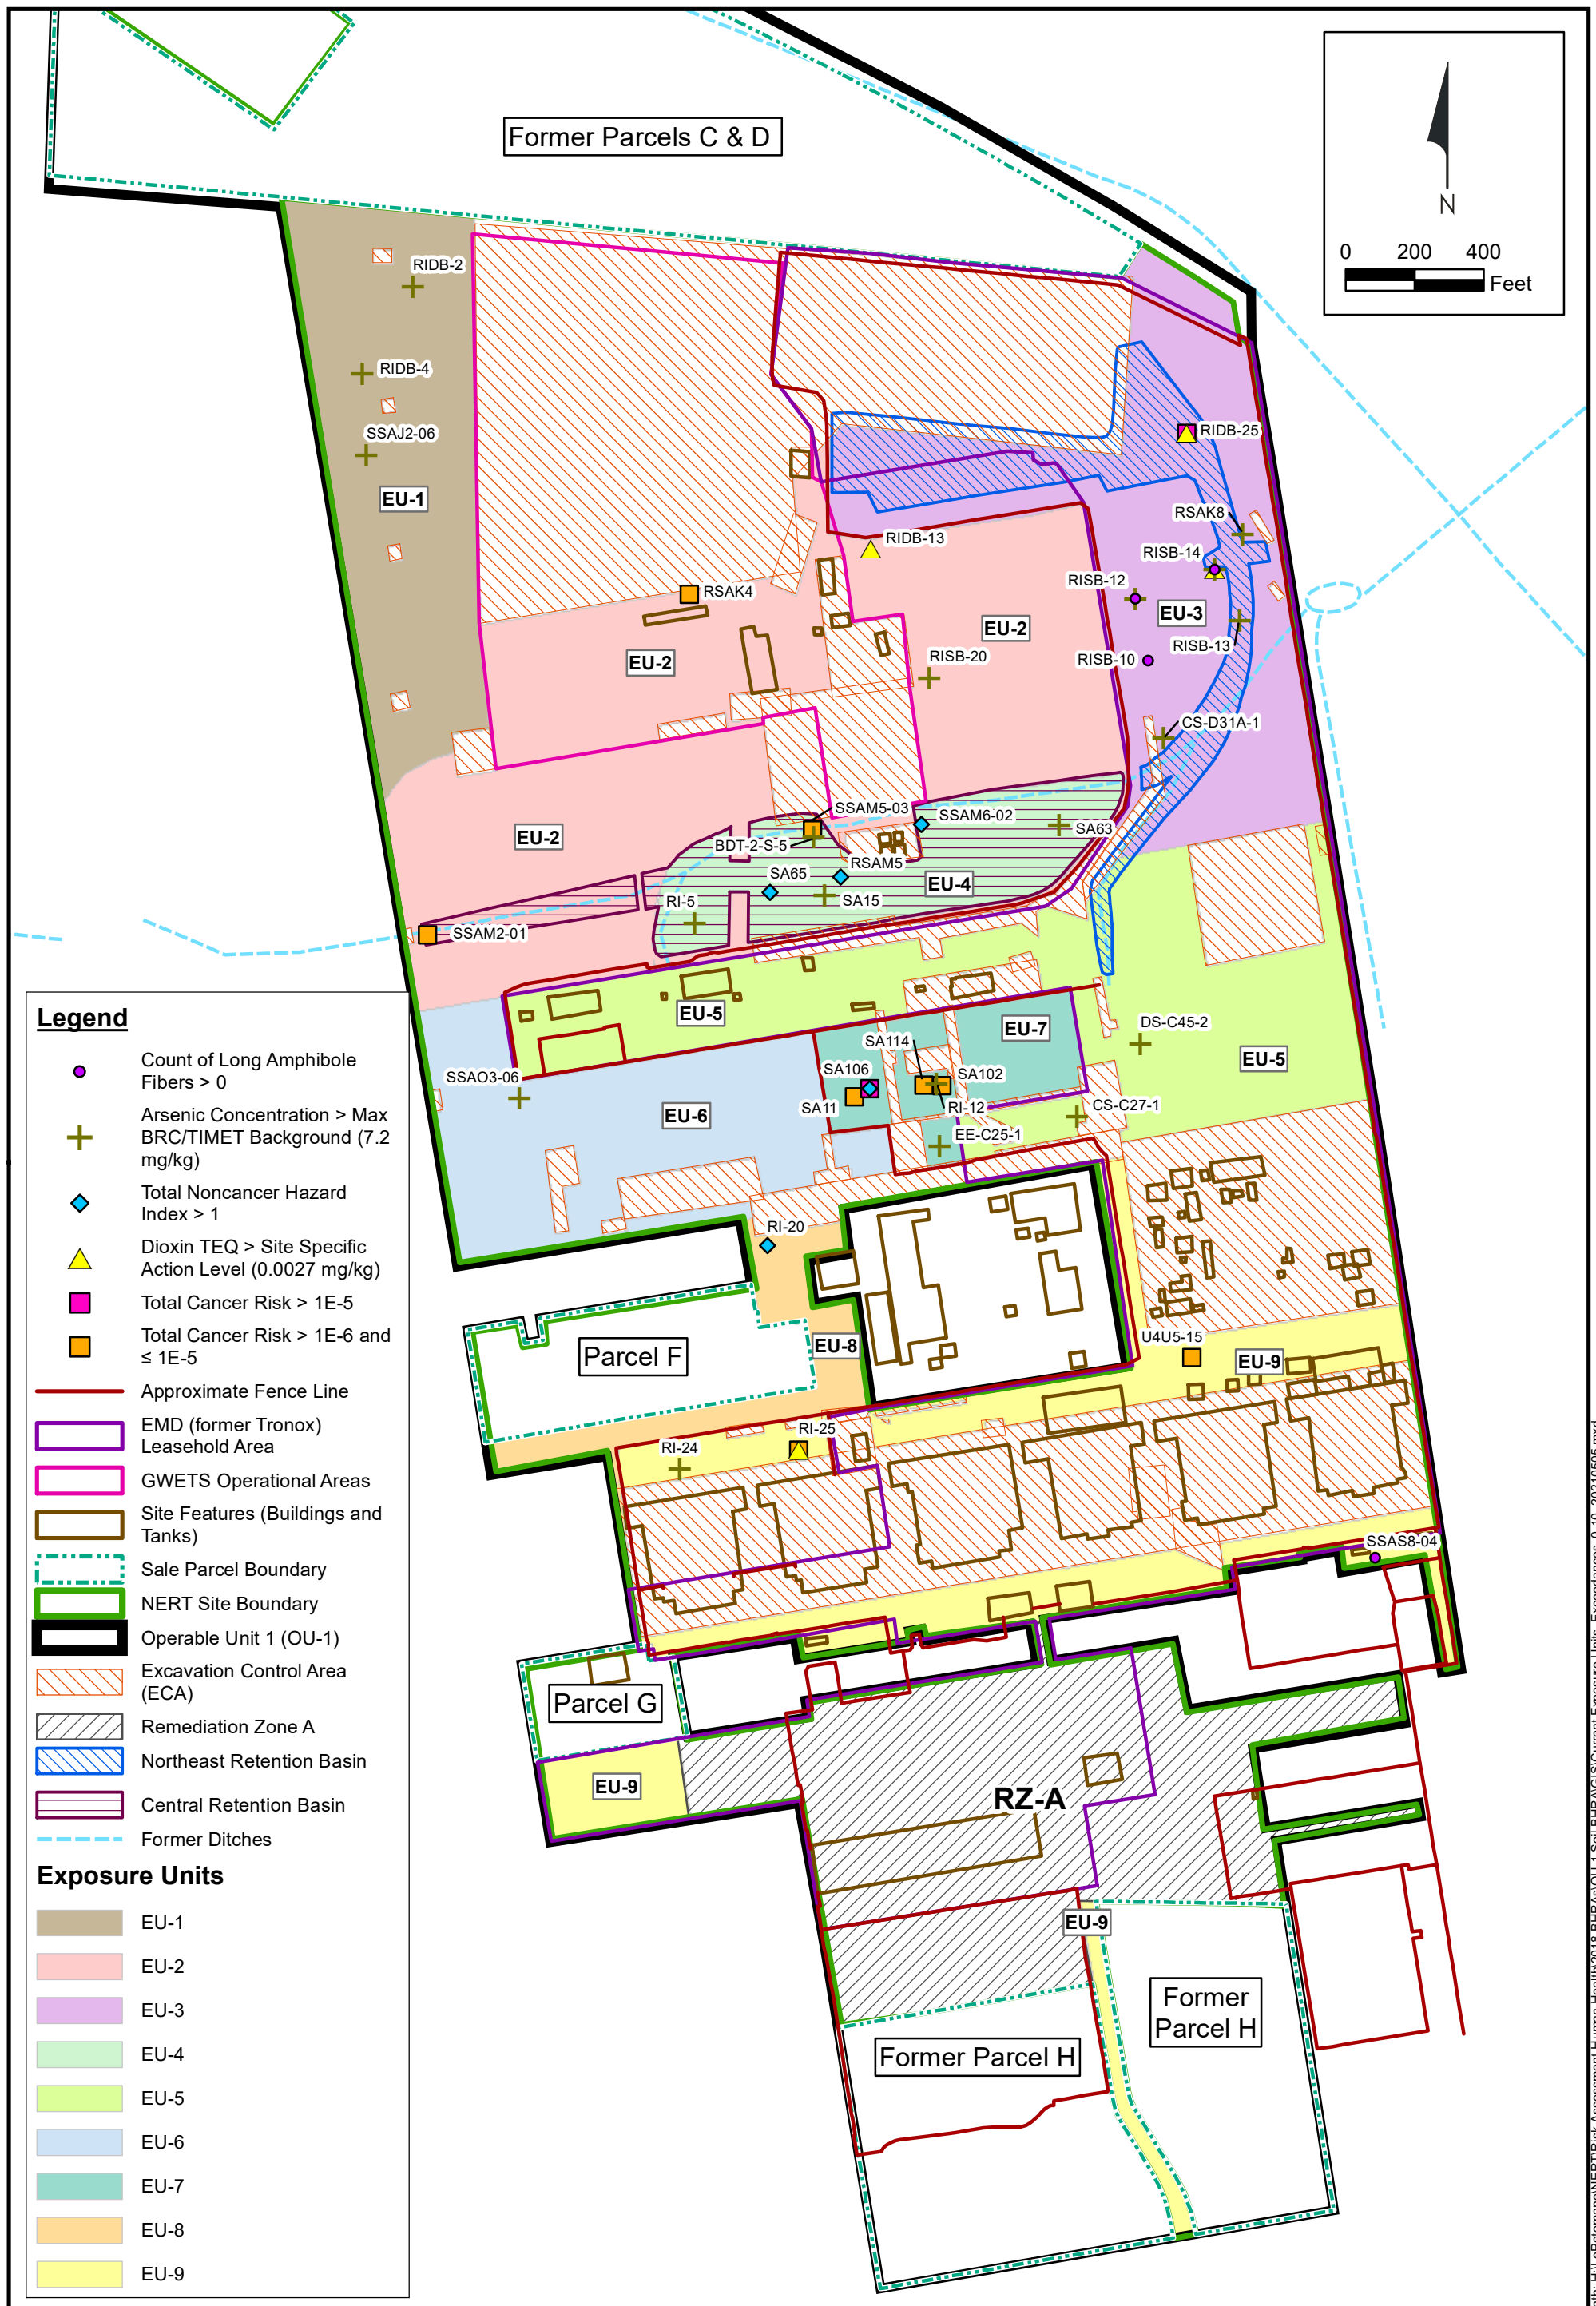 Former Parcels C & D
N
0 200 400
Feet
RIDB-2
RIDB-4
SSAJ2-06
EU-1
RIDB-25
RSAK8
RIDB-13
RISB-14
RISB-12
RSAK4
EU-3
EU-2
EU-2
RISB-13
RISB-10
RISB-20
CS-D31A-1
SSAM5-03
SSAM6-02
SA63
EU-2
BDT-2-S-5
RSAM5
SA65
EU-4
SA15
RI-5
SSAM2-01
EU-5
EU-7
DS-C45-2
SA114
EU-5
SA106
SA102
SSAO3-06
SA11
RI-12
CS-C27-1
EU-6
EE-C25-1
RI-20
U4U5-15
EU-8
Parcel F
EU-9
RI-25
RI-24
SSAS8-04
Parcel G
EU-9
RZ-A
EU-9
Former
Parcel H
Former Parcel H
Legend
Count of Long Amphibole
Fibers > 0
Arsenic Concentration > Max
BRC/TIMET Background (7.2
mg/kg)
Total Noncancer Hazard
Index > 1
Dioxin TEQ > Site Specific
Action Level (0.0027 mg/kg)
Total Cancer Risk > 1E-5
Total Cancer Risk > 1E-6 and
≤ 1E-5
Approximate Fence Line
EMD (former Tronox)
Leasehold Area
GWETS Operational Areas
Site Features (Buildings and
Tanks)
Sale Parcel Boundary
NERT Site Boundary
Operable Unit 1 (OU-1)
Excavation Control Area
(ECA)
Remediation Zone A
Northeast Retention Basin
Central Retention Basin
Former Ditches
Exposure Units
EU-1
EU-2
EU-3
EU-4
EU-5
EU-6
EU-7
EU-8
EU-9